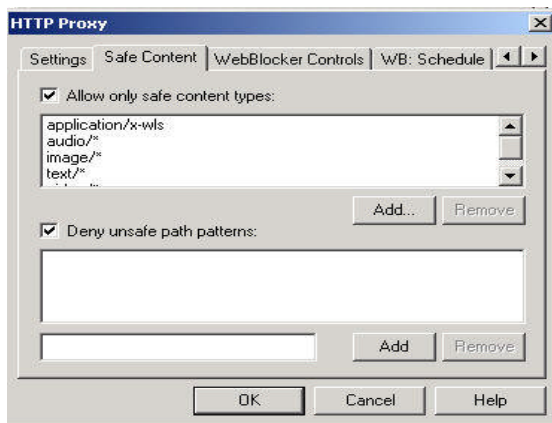 HTTP Proxy
Settings Safe Content WebBlocker Controls WB: Schedule
Allow only safe content types:
application/x-wls
audio/*
image/*
text/*
Add... Remove
Deny unsafe path patterns:
Add Remove
OK Cancel Help